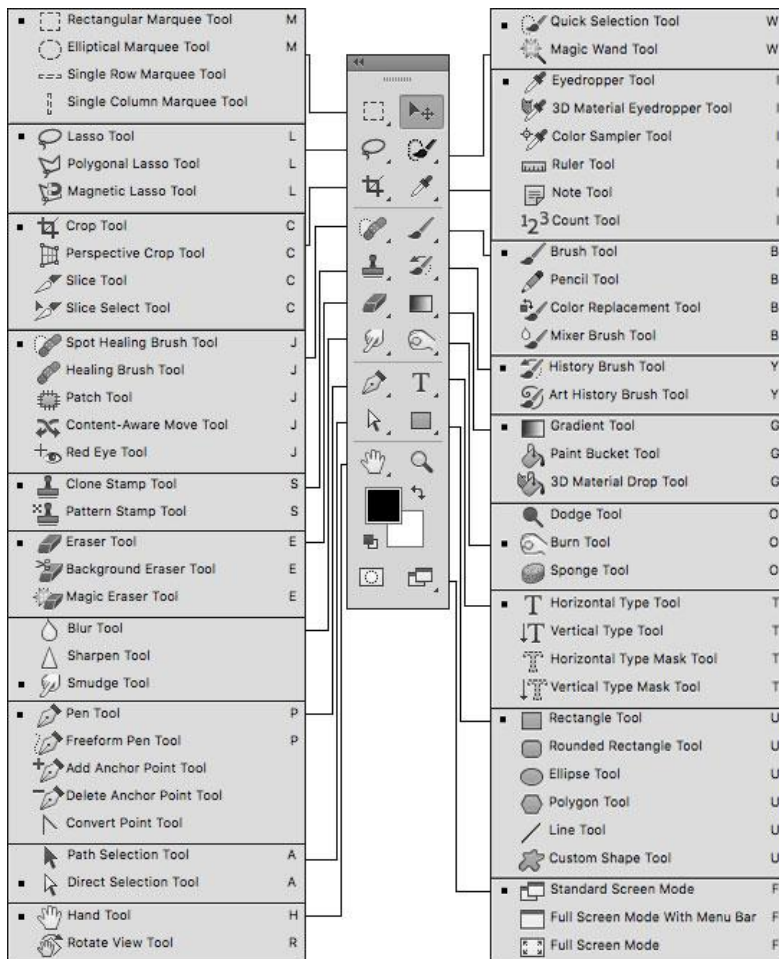 Rectangular Marquee Tool M
Elliptical Marquee Tool M
Single Row Marquee Tool
Single Column Marquee Tool
Lasso Tool L
Polygonal Lasso Tool L
Magnetic Lasso Tool L
Crop Tool C
Perspective Crop Tool C
Slice Tool C
Slice Select Tool C
Spot Healing Brush Tool J
Healing Brush Tool J
Patch Tool J
Content-Aware Move Tool J
Red Eye Tool J
Clone Stamp Tool S
Pattern Stamp Tool S
Eraser Tool E
Background Eraser Tool E
Magic Eraser Tool E
Blur Tool
Sharpen Tool
Smudge Tool
Pen Tool P
Freeform Pen Tool P
Add Anchor Point Tool
Delete Anchor Point Tool
Convert Point Tool
Path Selection Tool A
Direct Selection Tool A
Hand Tool H
Rotate View Tool R
T
Quick Selection Tool W
Magic Wand Tool W
Eyedropper Tool I
3D Material Eyedropper Tool I
Color Sampler Tool I
Ruler Tool I
Note Tool I
123 Count Tool I
Brush Tool B
Pencil Tool B
Color Replacement Tool B
Mixer Brush Tool B
History Brush Tool Y
Art History Brush Tool Y
Gradient Tool G
Paint Bucket Tool G
3D Material Drop Tool G
Dodge Tool O
Burn Tool O
Sponge Tool O
T Horizontal Type Tool T
T Vertical Type Tool T
T Horizontal Type Mask Tool T
T Vertical Type Mask Tool T
Rectangle Tool U
Rounded Rectangle Tool U
Ellipse Tool U
Polygon Tool U
Line Tool U
Custom Shape Tool U
Standard Screen Mode F
Full Screen Mode With Menu Bar F
Full Screen Mode F